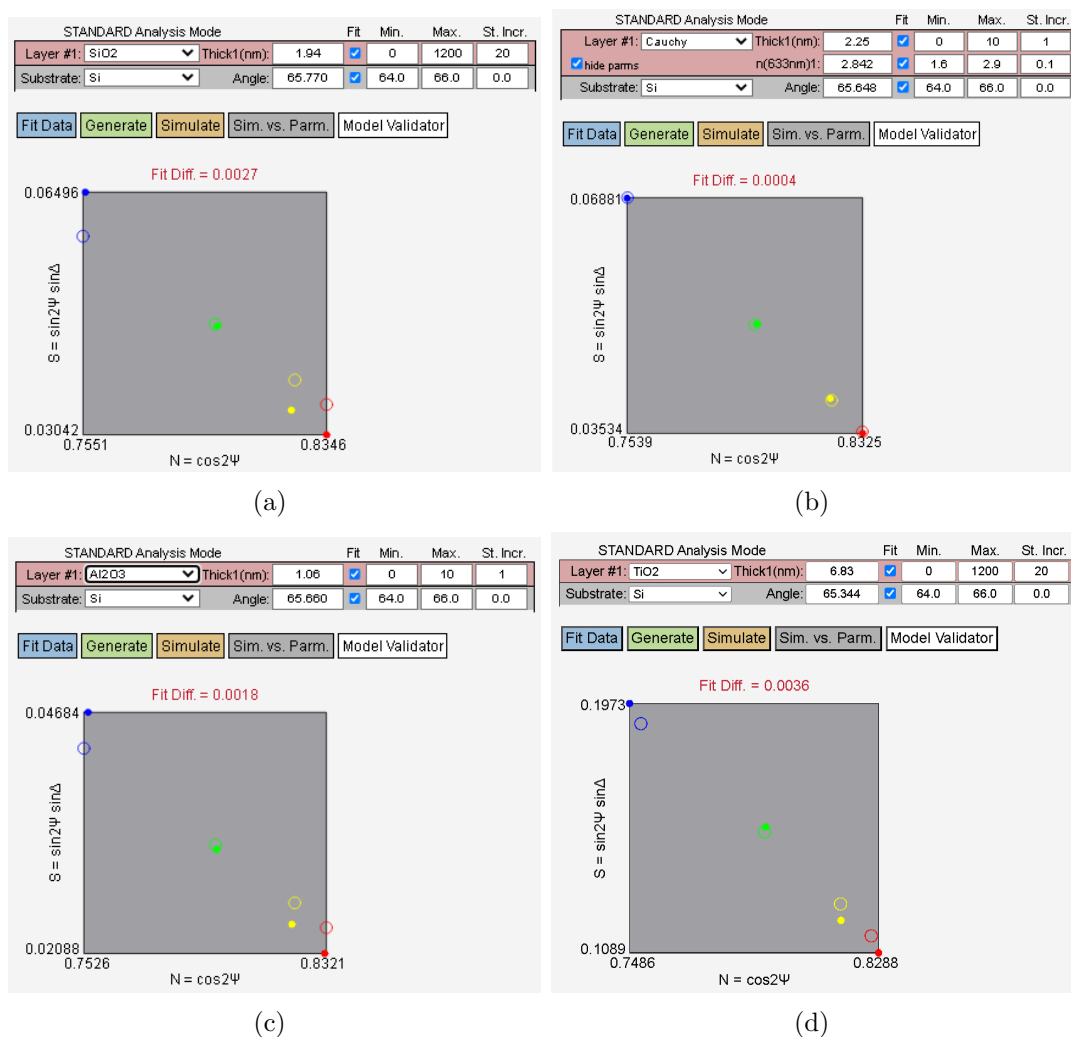 STANDARD Analysis Mode Fit Min. Max. St. Incr.
Layer #1: SiO2 Thick1(nm): 1.94 0 1200 20
Substrate: Si Angle: 65.770 64.0 66.0 0.0
Fit Data Generate Simulate Sim. vs. Parm. Model Validator
Fit Diff. = 0.0027
0.06496
S = sin2Ψ sinΔ
0.03042
0.7551 0.8346
N = cos2Ψ
(a)
STANDARD Analysis Mode Fit Min. Max. St. Incr.
Layer #1: Cauchy Thick1(nm): 2.25 0 10 1
hide parms n(633nm)1: 2.842 1.6 2.9 0.1
Substrate: Si Angle: 65.648 64.0 66.0 0.0
Fit Data Generate Simulate Sim. vs. Parm. Model Validator
Fit Diff. = 0.0004
0.06881
S = sin2Ψ sinΔ
0.03534
0.7539 0.8325
N = cos2Ψ
(b)
STANDARD Analysis Mode Fit Min. Max. St. Incr.
Layer #1: Al2O3 Thick1(nm): 1.06 0 10 1
Substrate: Si Angle: 65.660 64.0 66.0 0.0
Fit Data Generate Simulate Sim. vs. Parm. Model Validator
Fit Diff. = 0.0018
0.04684
S = sin2Ψ sinΔ
0.02088
0.7526 0.8321
N = cos2Ψ
(c)
STANDARD Analysis Mode Fit Min. Max. St. Incr.
Layer #1: TiO2 Thick1(nm): 6.83 0 1200 20
Substrate: Si Angle: 65.344 64.0 66.0 0.0
Fit Data Generate Simulate Sim. vs. Parm. Model Validator
Fit Diff. = 0.0036
0.1973
S = sin2Ψ sinΔ
0.1089
0.7486 0.8288
N = cos2Ψ
(d)